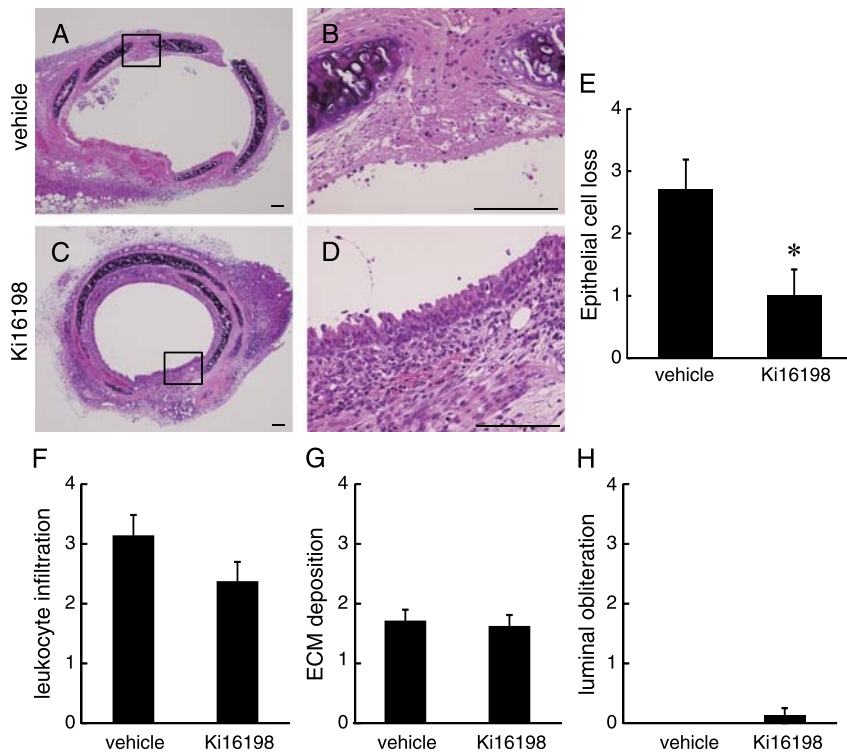 A
B
vehicle
C
D
Ki16198
E
4
3
2
1
0
Epithelial cell loss
*
vehicle Ki16198
F
4
3
2
1
0
leukocyte infiltration
vehicle Ki16198
G
4
3
2
1
0
ECM deposition
vehicle Ki16198
H
4
3
2
1
0
luminal obliteration
vehicle Ki16198